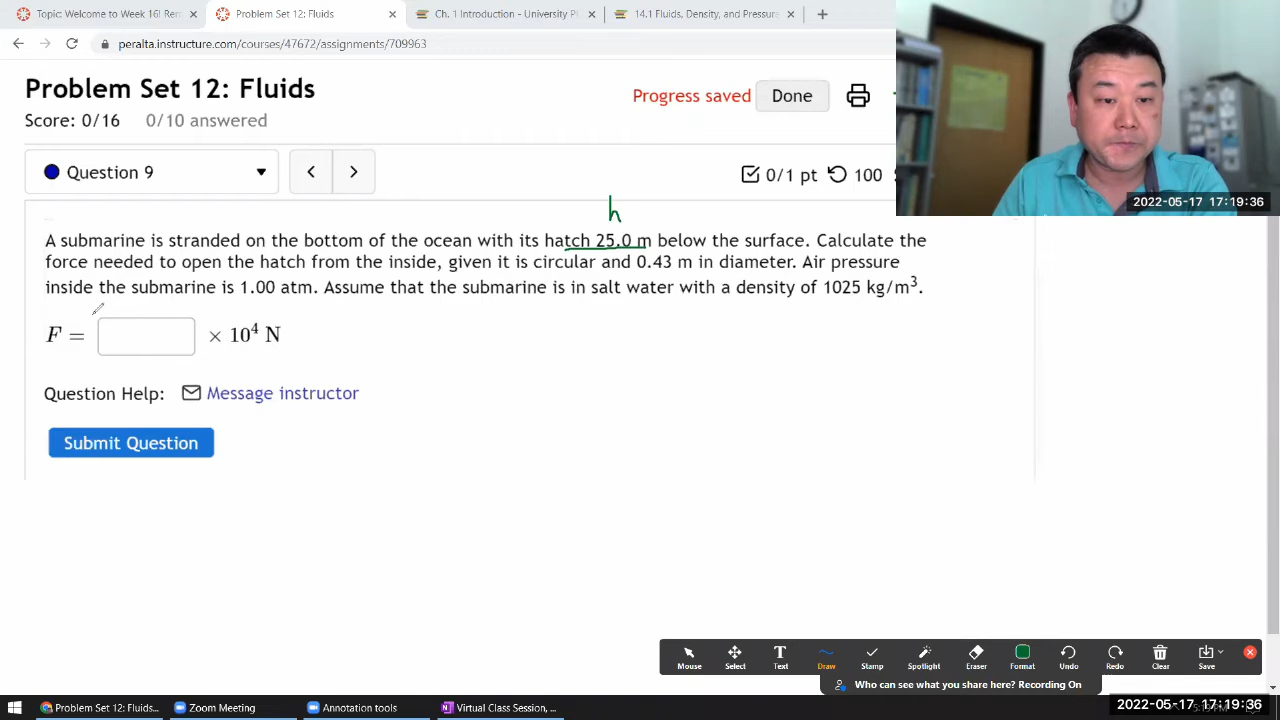 Topic: Welcome to Week 16! Rem
Problem Set 12: Fluids
Ch. 1 Introduction - University P
14.1 Fluids, Density, and Pressure
peralta.instructure.com/courses/47672/assignments/709963
Problem Set 12: Fluids
Progress saved
Done
Score: 0/16
0/10 answered
Question 9
0/1 pt
100
2022-05-17 17:19:36
h
A submarine is stranded on the bottom of the ocean with its hatch 25.0 m below the surface. Calculate the
force needed to open the hatch from the inside, given it is circular and 0.43 m in diameter. Air pressure
inside the submarine is 1.00 atm. Assume that the submarine is in salt water with a density of 1025 kg/m³.
F =
× 10⁴ N
Question Help:
Message instructor
Submit Question
Mouse
Select
Text
Draw
Stamp
Spotlight
Eraser
Format
Undo
Redo
Clear
Save
Who can see what you share here? Recording On
Problem Set 12: Fluids...
Zoom Meeting
Annotation tools
Virtual Class Session, ...
2022-05-17 17:19:36